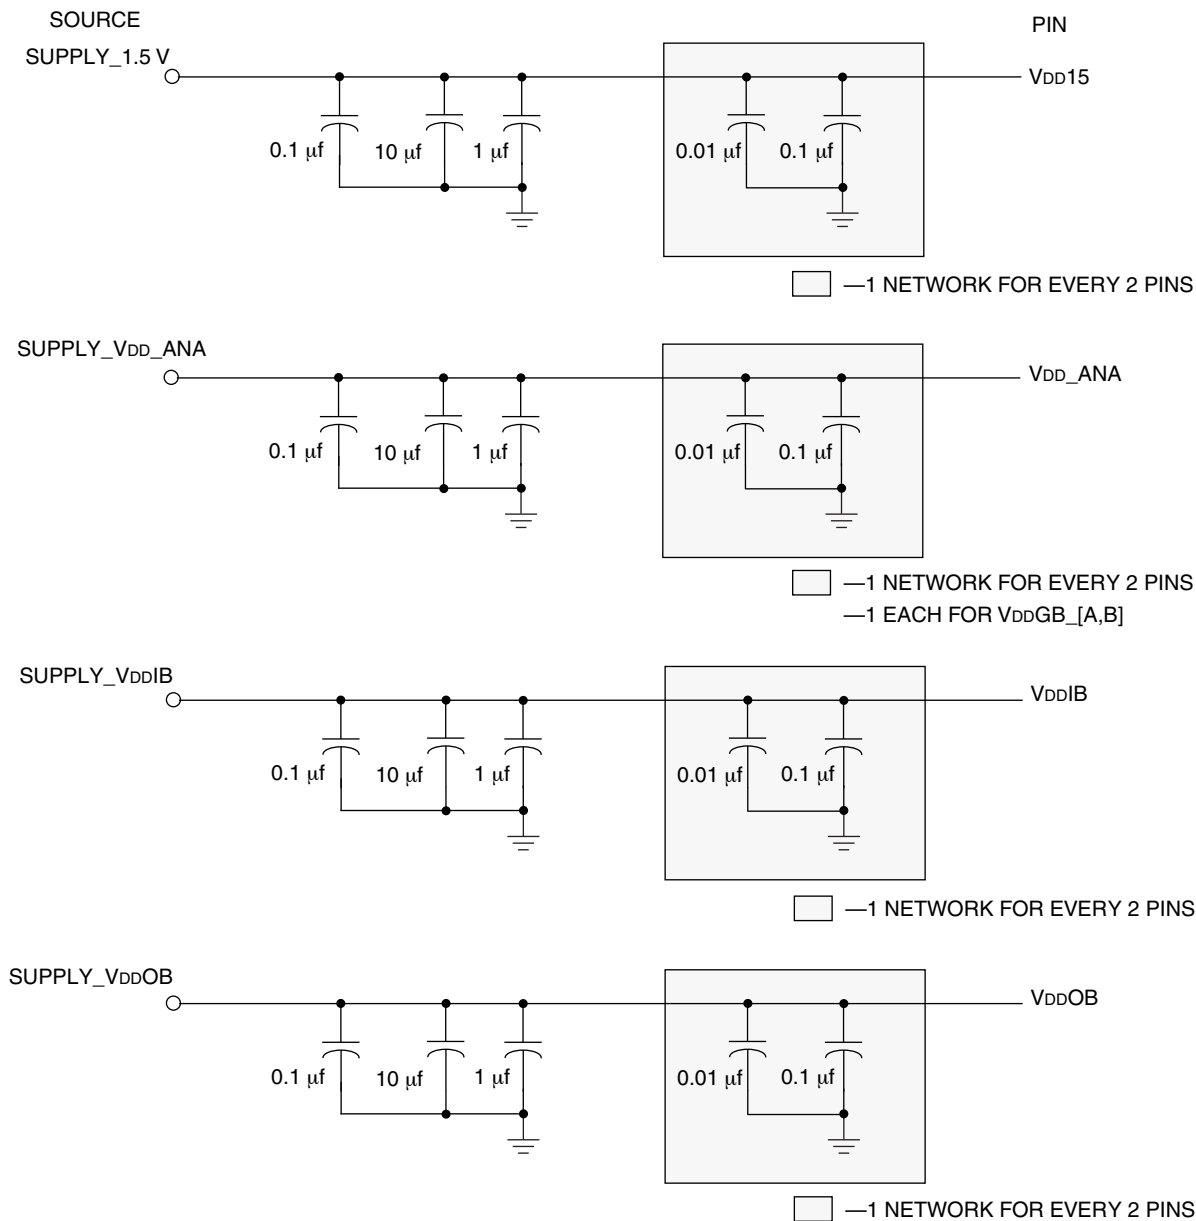 SOURCE PIN
SUPPLY_1.5 V VDD15
0.1 μf 10 μf 1 μf 0.01 μf 0.1 μf
—1 NETWORK FOR EVERY 2 PINS
SUPPLY_VDD_ANA VDD_ANA
0.1 μf 10 μf 1 μf 0.01 μf 0.1 μf
—1 NETWORK FOR EVERY 2 PINS
—1 EACH FOR VDDGB_[A,B]
SUPPLY_VDDIB VDDIB
0.1 μf 10 μf 1 μf 0.01 μf 0.1 μf
—1 NETWORK FOR EVERY 2 PINS
SUPPLY_VDDOB VDDOB
0.1 μf 10 μf 1 μf 0.01 μf 0.1 μf
—1 NETWORK FOR EVERY 2 PINS